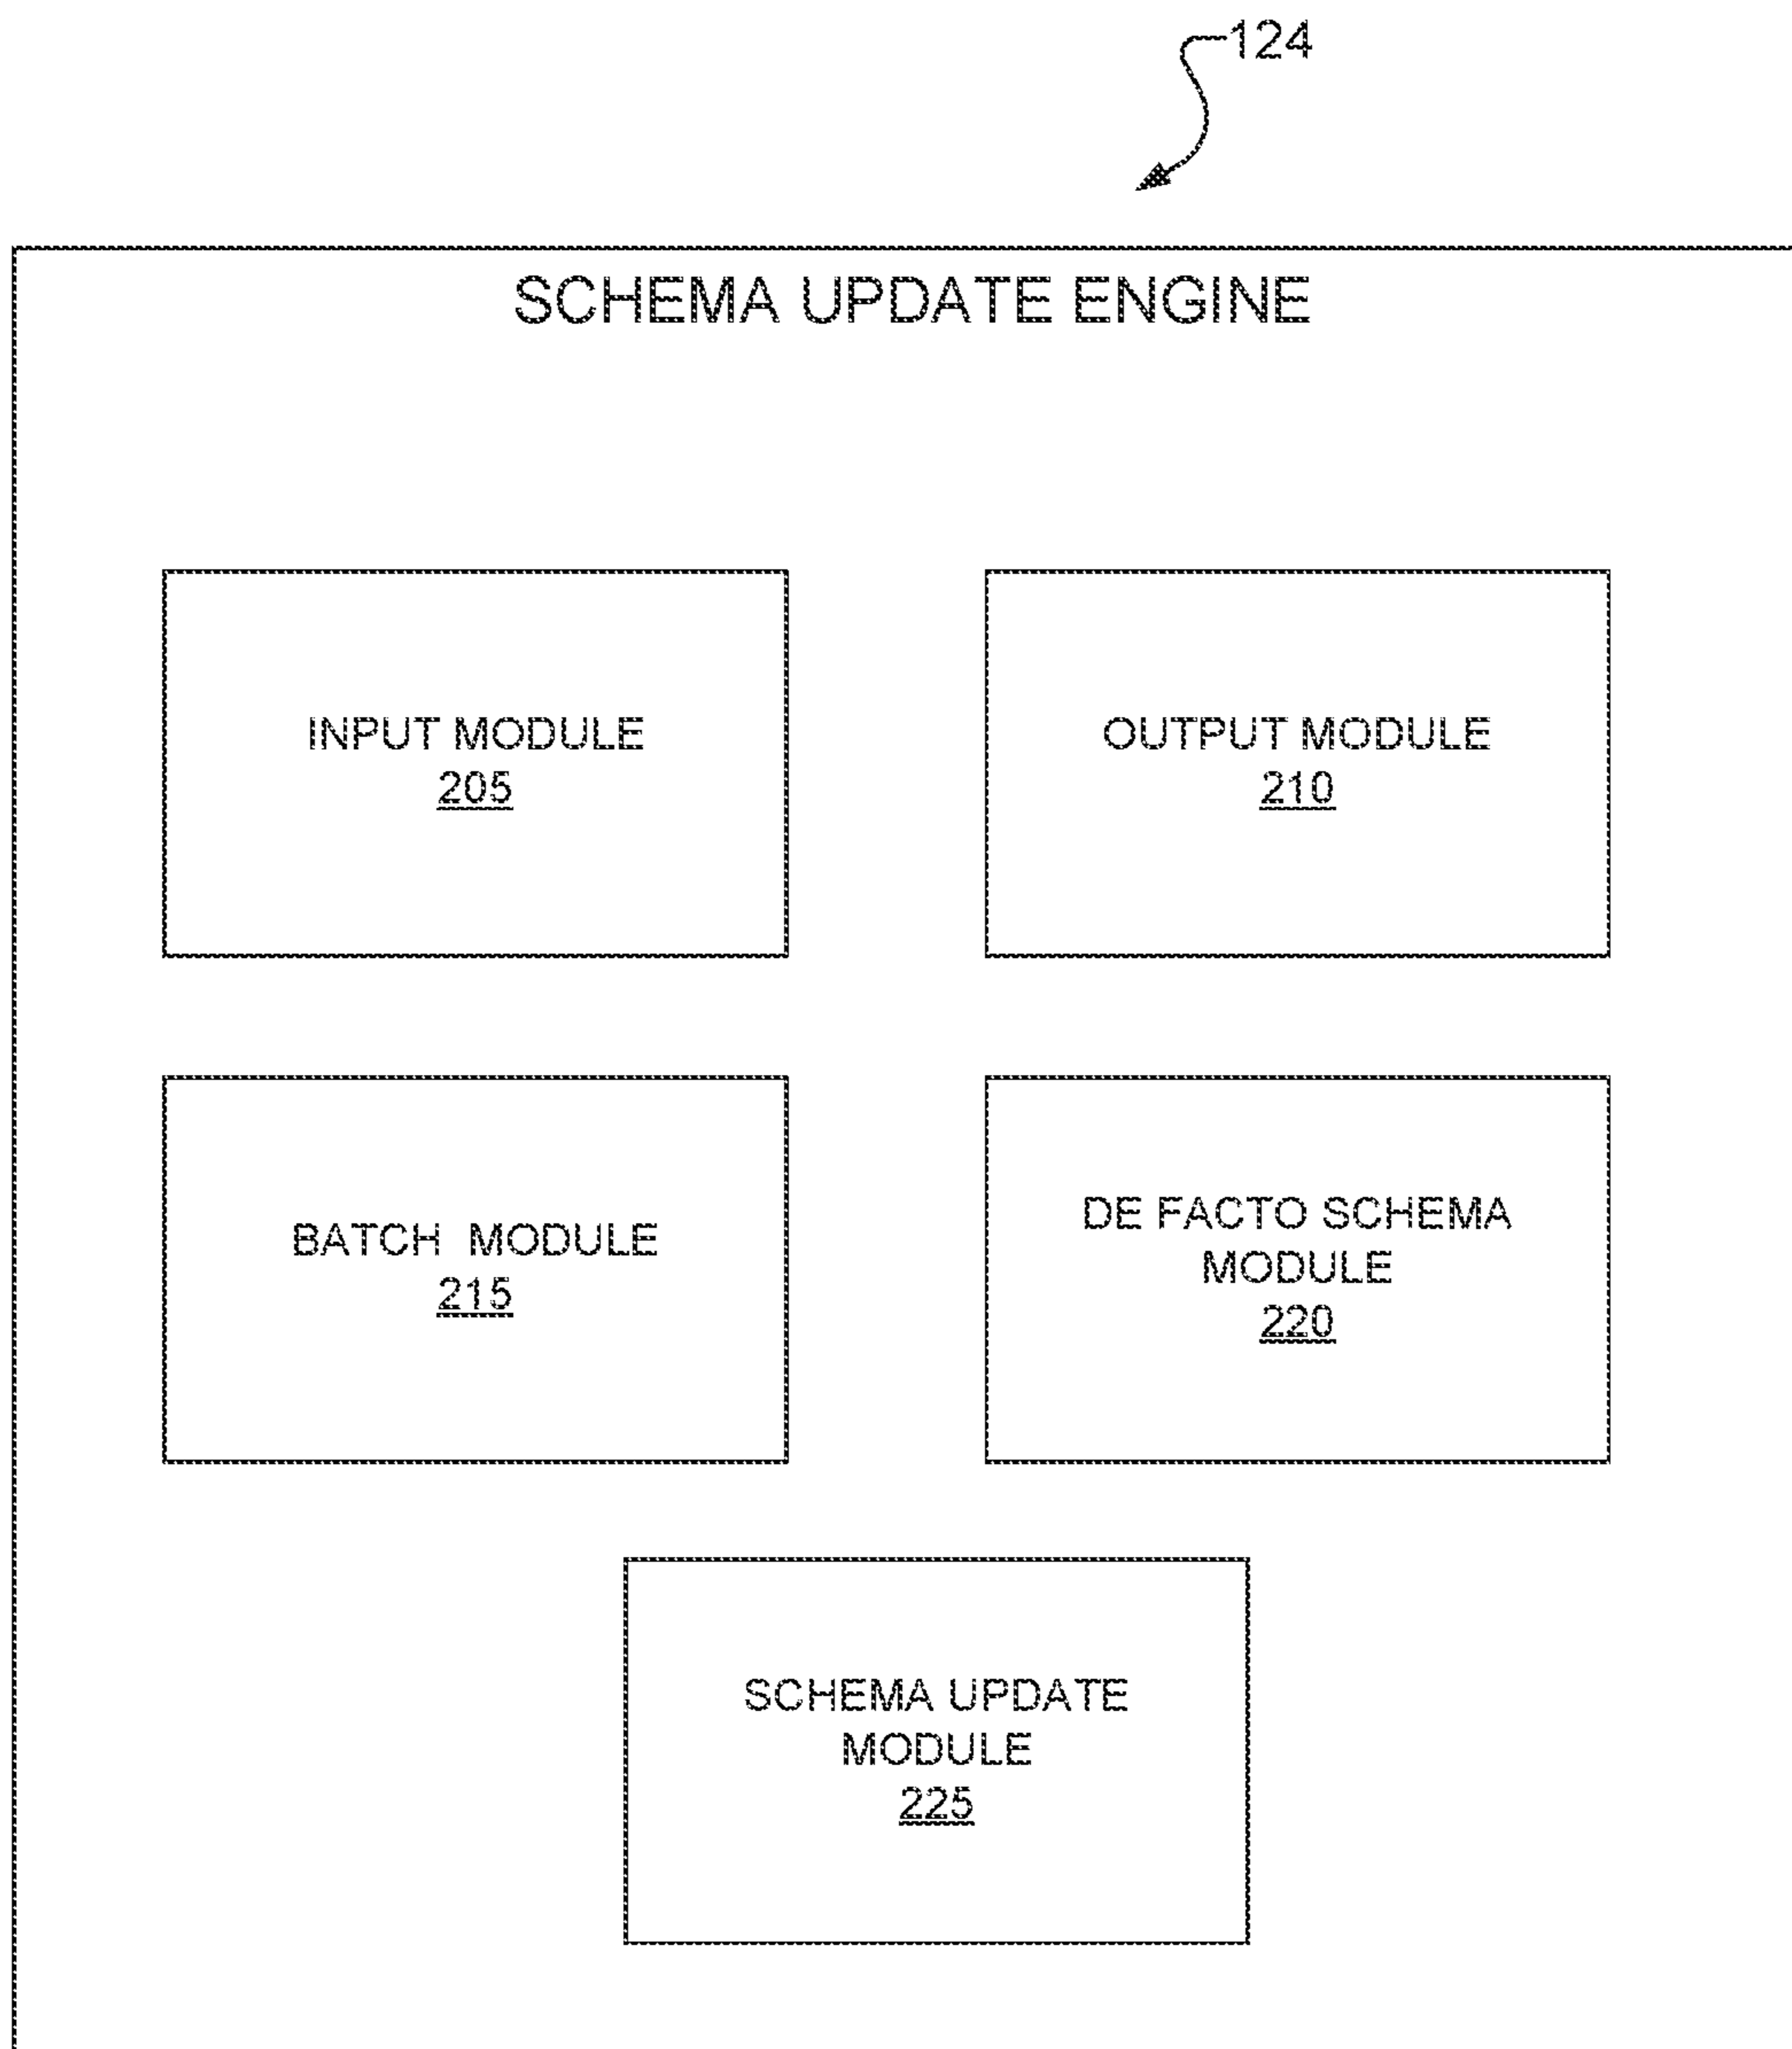 124
SCHEMA UPDATE ENGINE
INPUT MODULE
205
OUTPUT MODULE
210
BATCH MODULE
215
DE FACTO SCHEMA
MODULE
220
SCHEMA UPDATE
MODULE
225